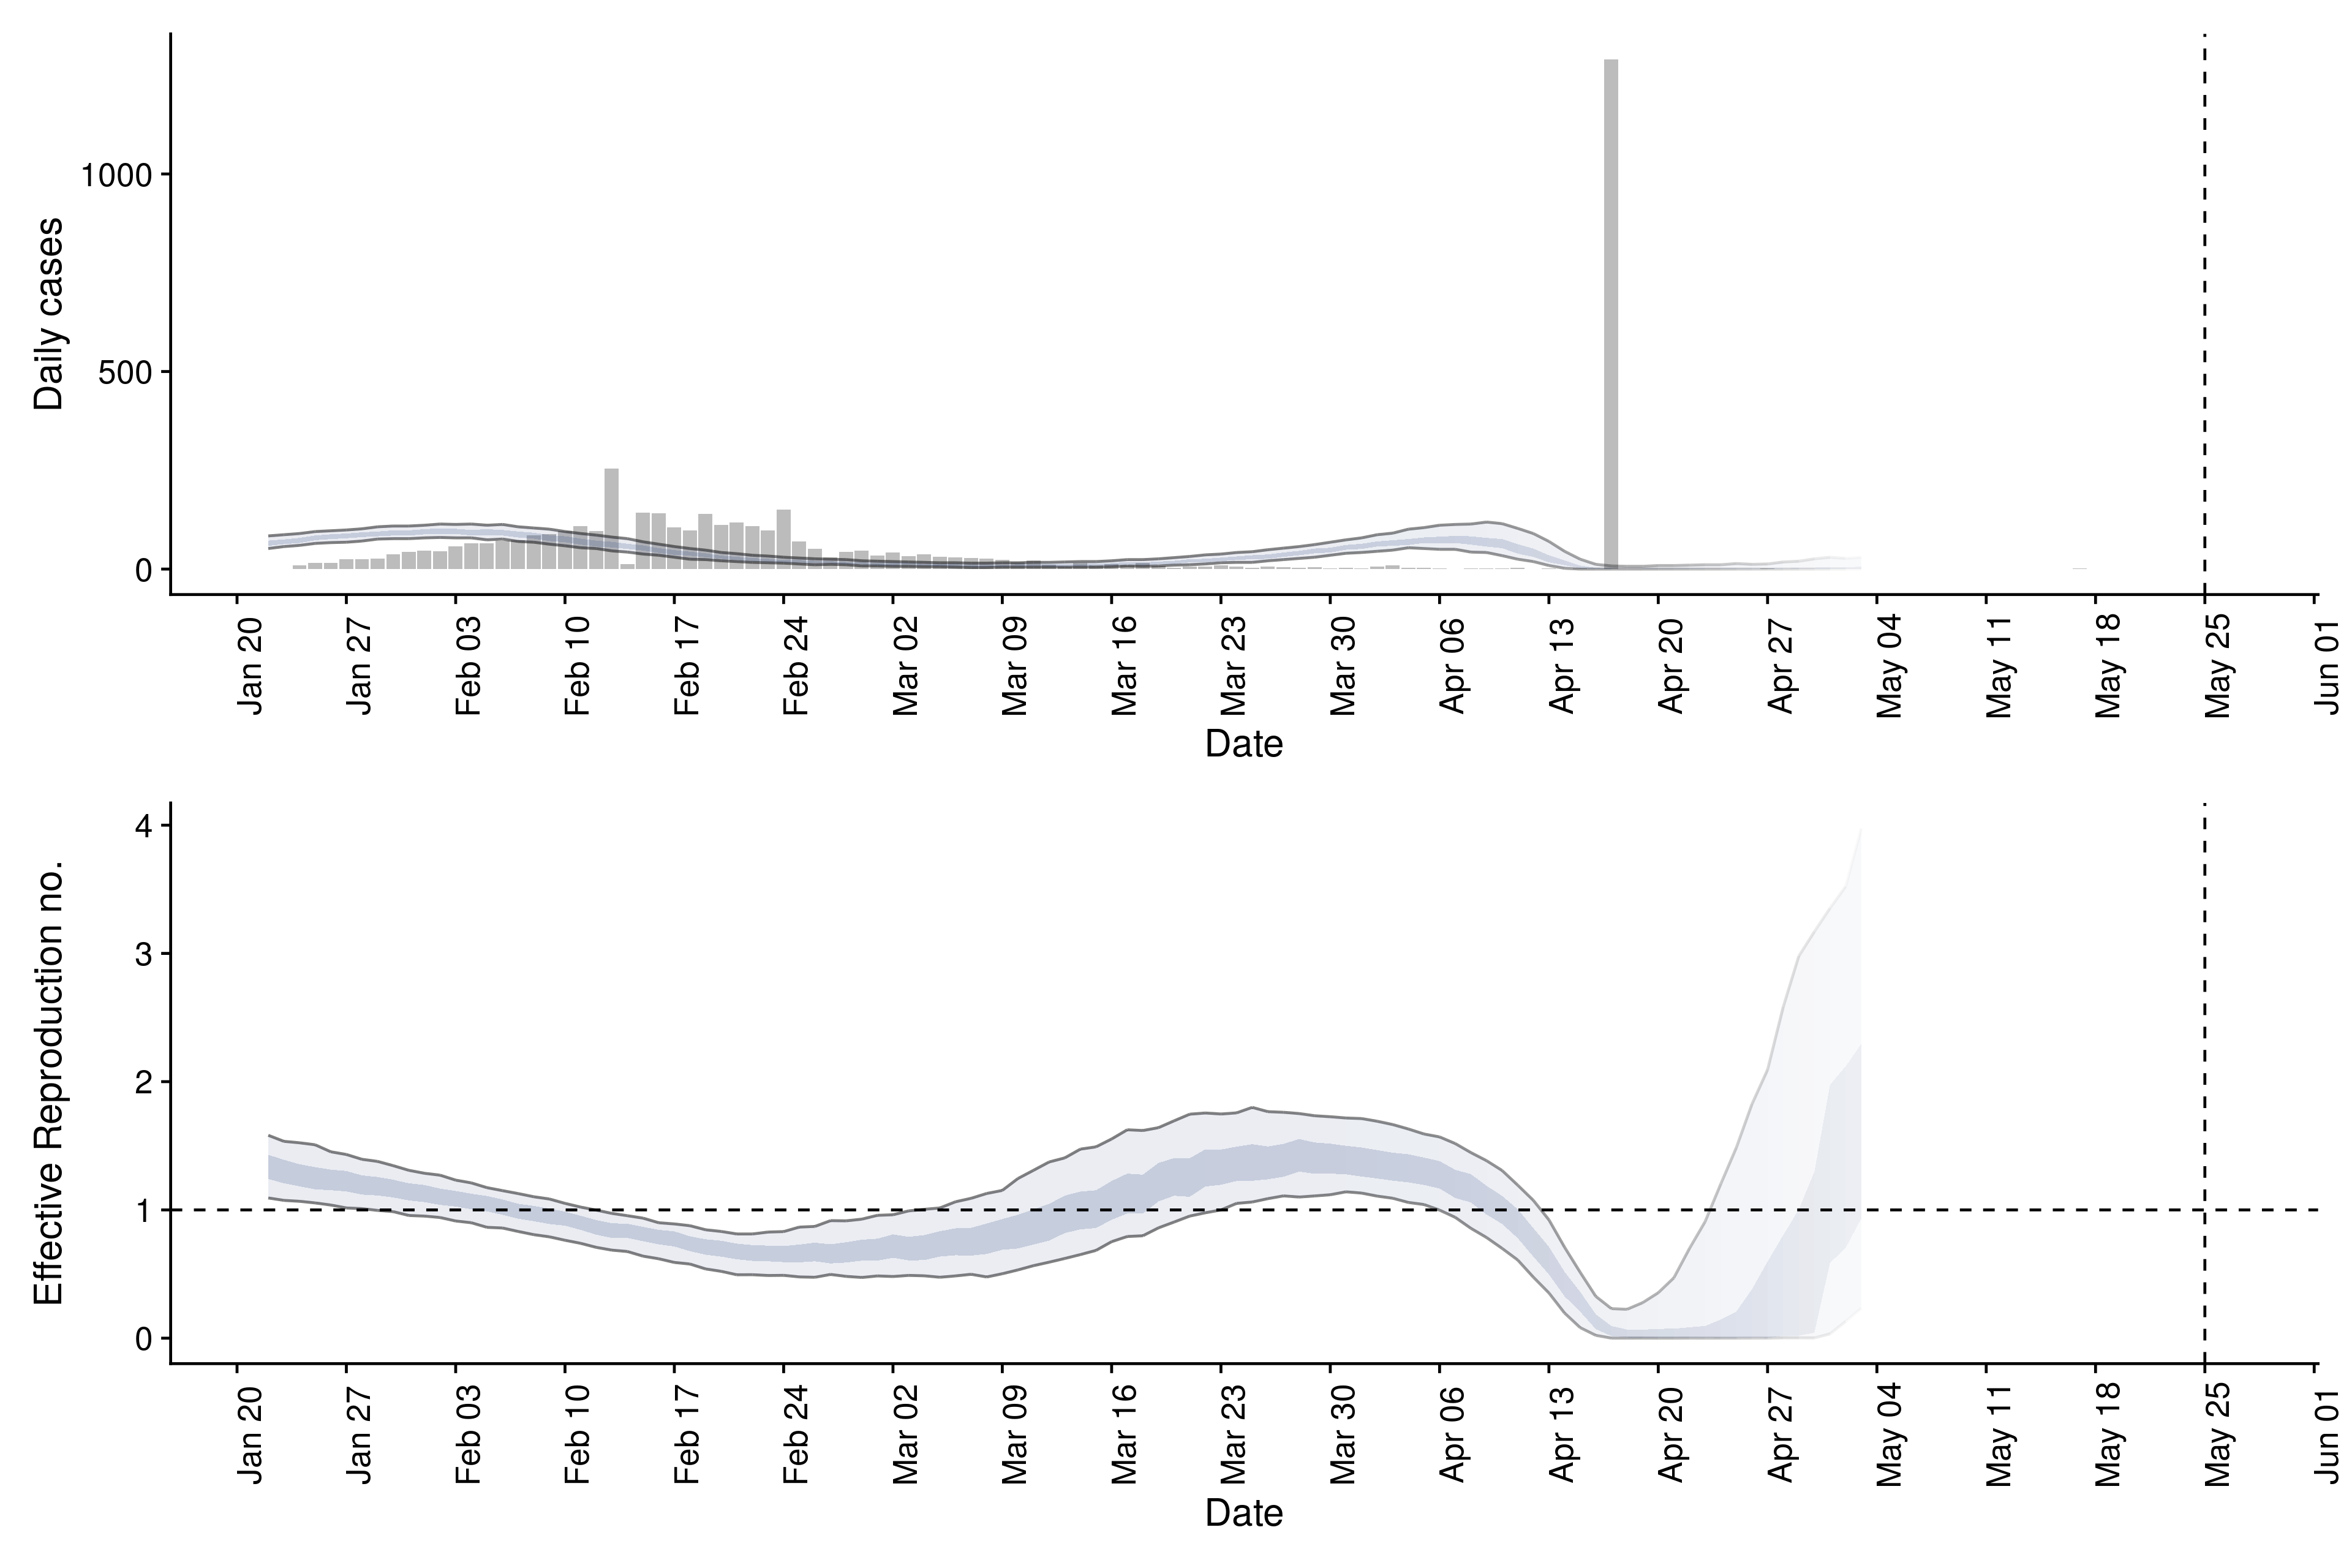 Daily cases
1000
500
0
Jan 20
Jan 27
Feb 03
Feb 10
Feb 17
Feb 24
Mar 02
Mar 09
Mar 16
Mar 23
Mar 30
Apr 06
Apr 13
Apr 20
Apr 27
May 04
May 11
May 18
May 25
Jun 01
Date
Effective Reproduction no.
4
3
2
1
0
Jan 20
Jan 27
Feb 03
Feb 10
Feb 17
Feb 24
Mar 02
Mar 09
Mar 16
Mar 23
Mar 30
Apr 06
Apr 13
Apr 20
Apr 27
May 04
May 11
May 18
May 25
Jun 01
Date